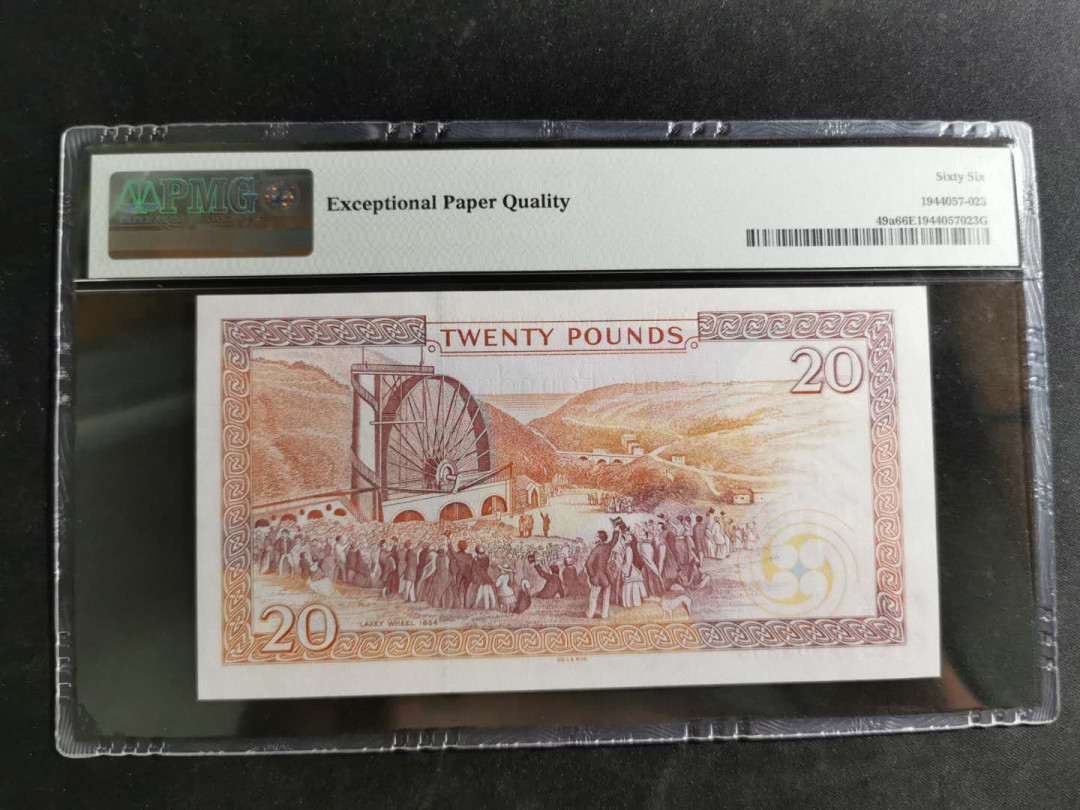 PMG
Exceptional Paper Quality
Sixty Six
1944057-023
49a66E1944057023G
TWENTY POUNDS
20
20
LAXEY WHEEL 1854
DE LA RUE